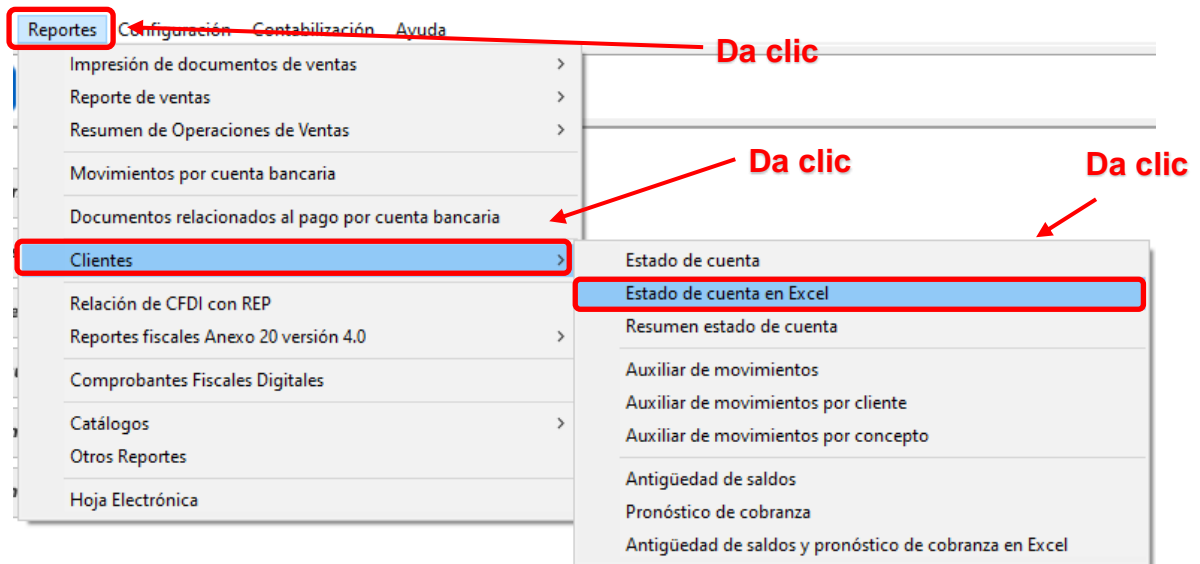 Reportes Configuración Contabilización Ayuda
Da clic
Impresión de documentos de ventas
Reporte de ventas
Resumen de Operaciones de Ventas
Movimientos por cuenta bancaria
Da clic
Da clic
Documentos relacionados al pago por cuenta bancaria
Clientes
Estado de cuenta
Estado de cuenta en Excel
Relación de CFDI con REP
Resumen estado de cuenta
Reportes fiscales Anexo 20 versión 4.0
Auxiliar de movimientos
Comprobantes Fiscales Digitales
Auxiliar de movimientos por cliente
Catálogos
Auxiliar de movimientos por concepto
Otros Reportes
Antigüedad de saldos
Hoja Electrónica
Pronóstico de cobranza
Antigüedad de saldos y pronóstico de cobranza en Excel